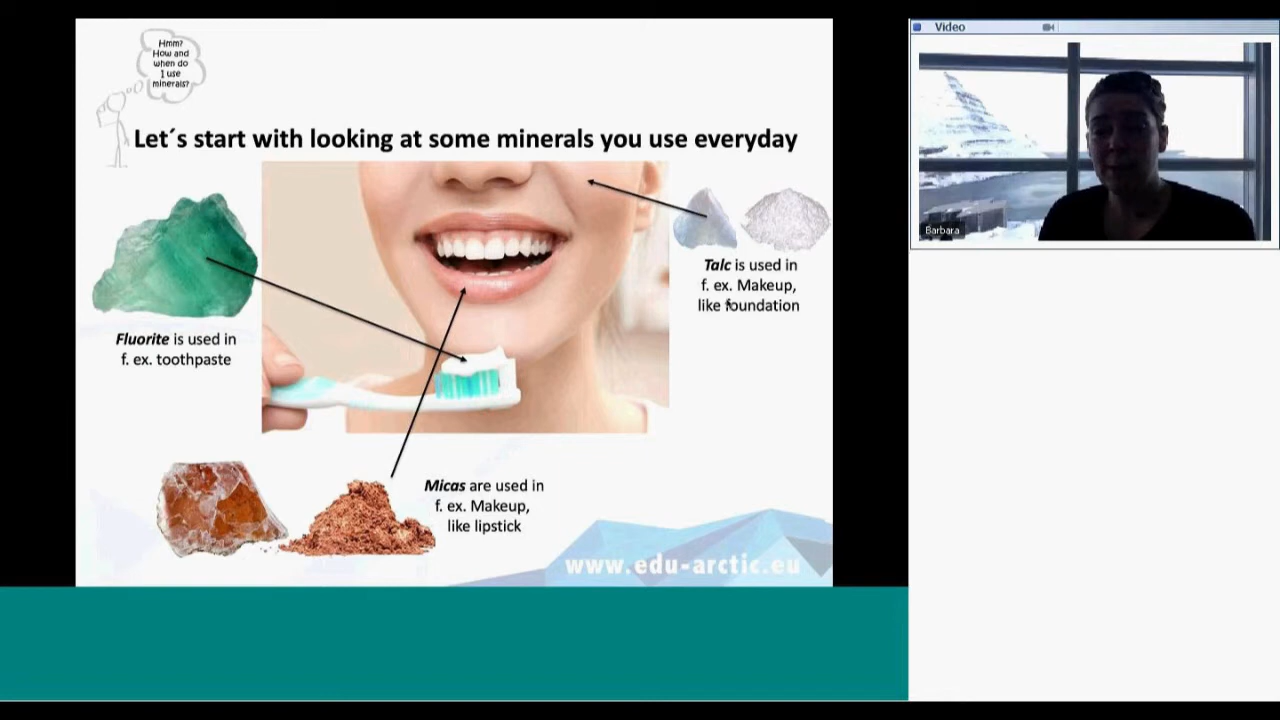 Hmm?
How and
when do
I use
minerals?
Let´s start with looking at some minerals you use everyday
Fluorite is used in
f. ex. toothpaste
Talc is used in
f. ex. Makeup,
like foundation
Micas are used in
f. ex. Makeup,
like lipstick
www.edu-arctic.eu
Video
Barbara